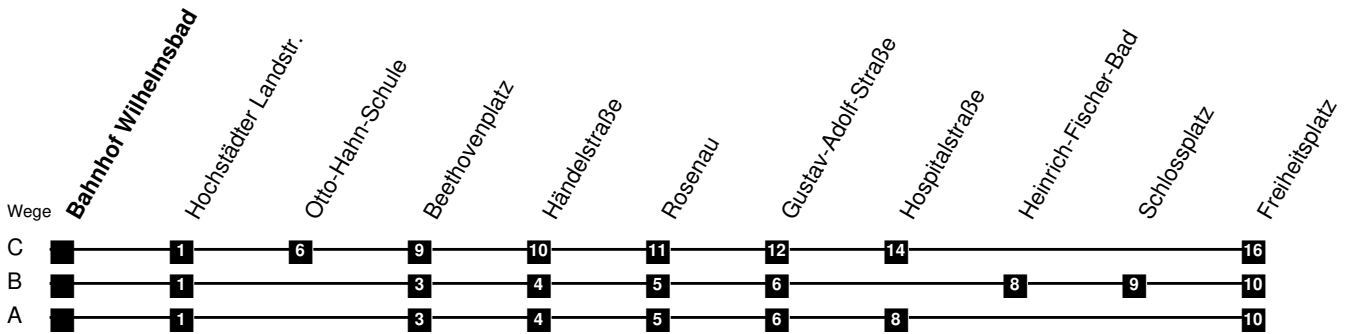 Bahnhof Wilhelmsbad
Hochstädter Landstr.
Otto-Hahn-Schule
Beethovenplatz
Händelstraße
Rosenau
Gustav-Adolf-Straße
Hospitalstraße
Heinrich-Fischer-Bad
Schlossplatz
Freiheitsplatz
Wege
C 1 6 9 10 11 12 14 16
B 1 3 4 5 6 8 9 10
A 1 3 4 5 6 8 10